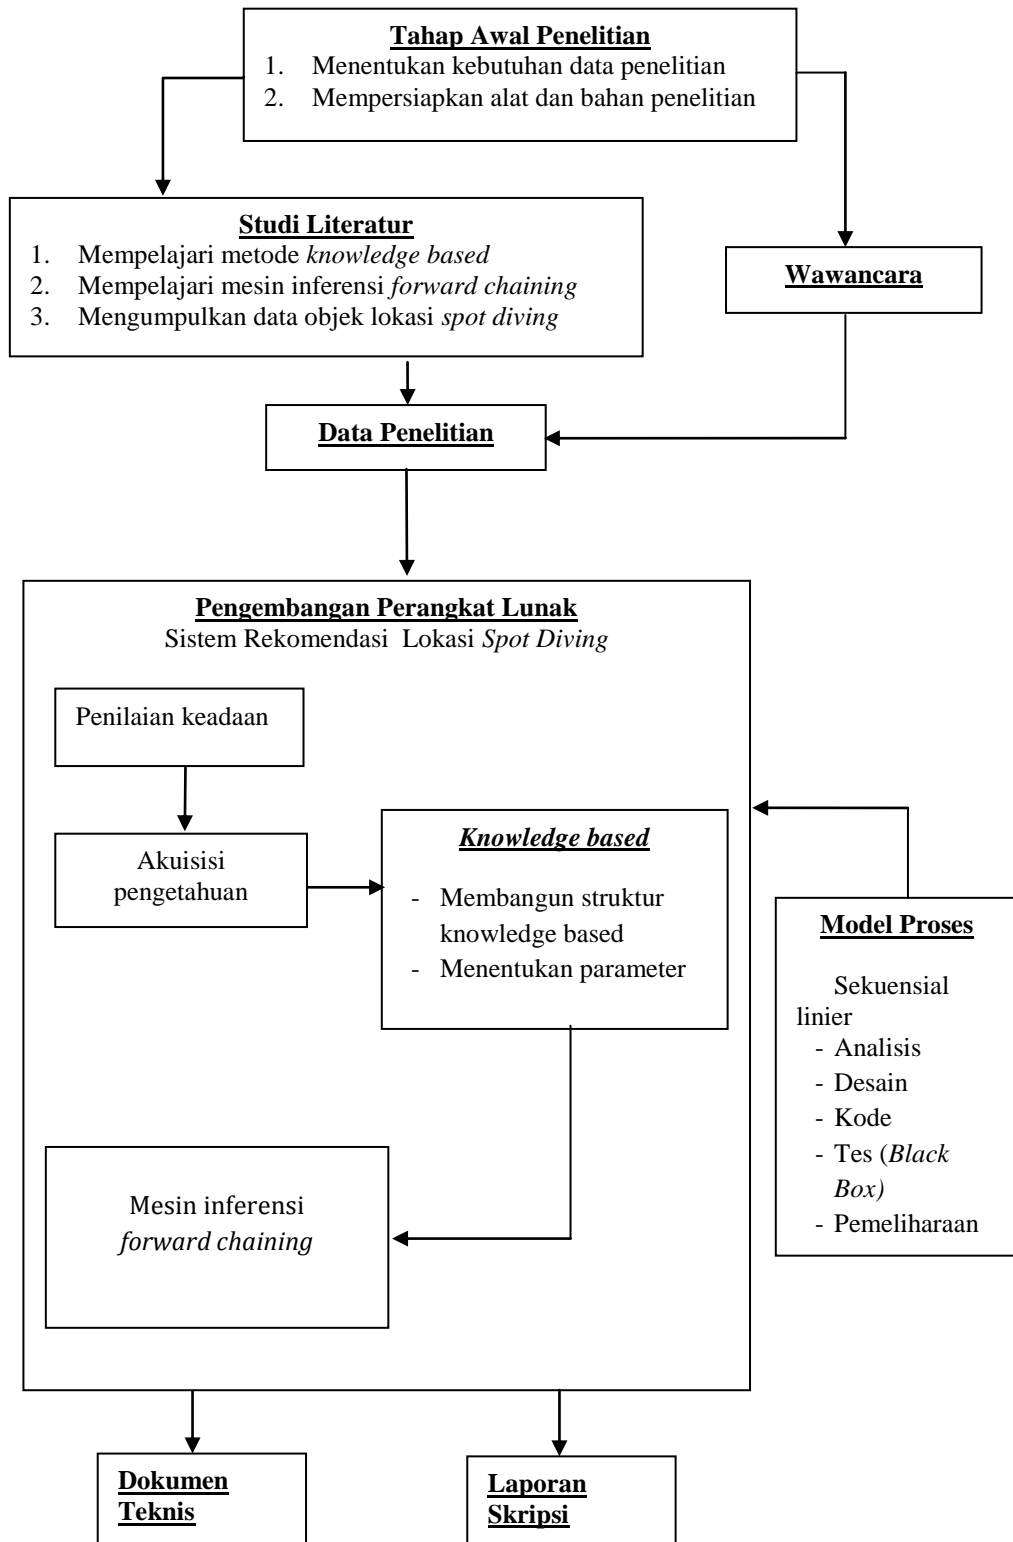 Tahap Awal Penelitian
1. Menentukan kebutuhan data penelitian
2. Mempersiapkan alat dan bahan penelitian
Studi Literatur
1. Mempelajari metode knowledge based
2. Mempelajari mesin inferensi forward chaining
3. Mengumpulkan data objek lokasi spot diving
Wawancara
Data Penelitian
Pengembangan Perangkat Lunak
Sistem Rekomendasi Lokasi Spot Diving
Penilaian keadaan
Akuisisi
pengetahuan
Knowledge based
- Membangun struktur
knowledge based
- Menentukan parameter
Mesin inferensi
forward chaining
Model Proses
Sekuensial
linier
- Analisis
- Desain
- Kode
- Tes (Black
Box)
- Pemeliharaan
Dokumen
Teknis
Laporan
Skripsi